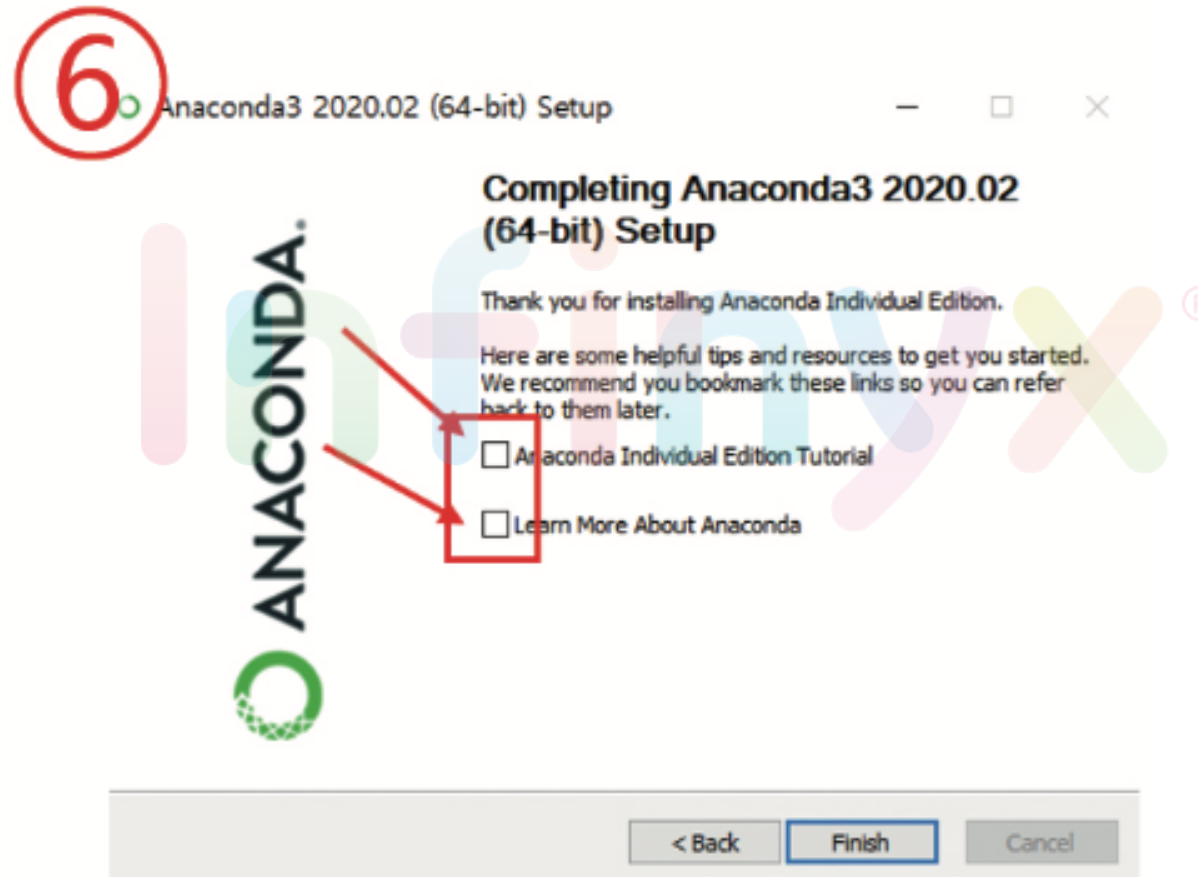 ⑥
Anaconda3 2020.02 (64-bit) Setup
Completing Anaconda3 2020.02
(64-bit) Setup
Thank you for installing Anaconda Individual Edition.
Here are some helpful tips and resources to get you started.
We recommend you bookmark these links so you can refer
back to them later.
Anaconda Individual Edition Tutorial
Learn More About Anaconda
ANACONDA.
Infinyx®
< Back
Finish
Cancel